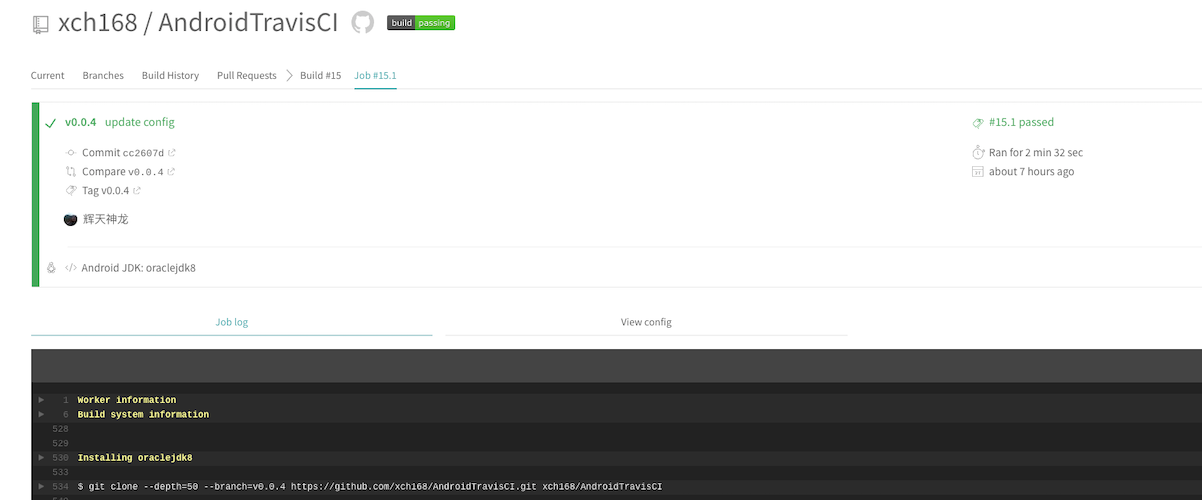 xch168 / AndroidTravisCI build passing
Current Branches Build History Pull Requests Build #15 Job #15.1
v0.0.4 update config #15.1 passed
Commit cc2607d Ran for 2 min 32 sec
Compare v0.0.4 about 7 hours ago
Tag v0.0.4
辉天神龙
</> Android JDK: oraclejdk8
Job log View config
1 Worker information
6 Build system information
528
529
530 Installing oraclejdk8
533
534 $ git clone --depth=50 --branch=v0.0.4 https://github.com/xch168/AndroidTravisCI.git xch168/AndroidTravisCI